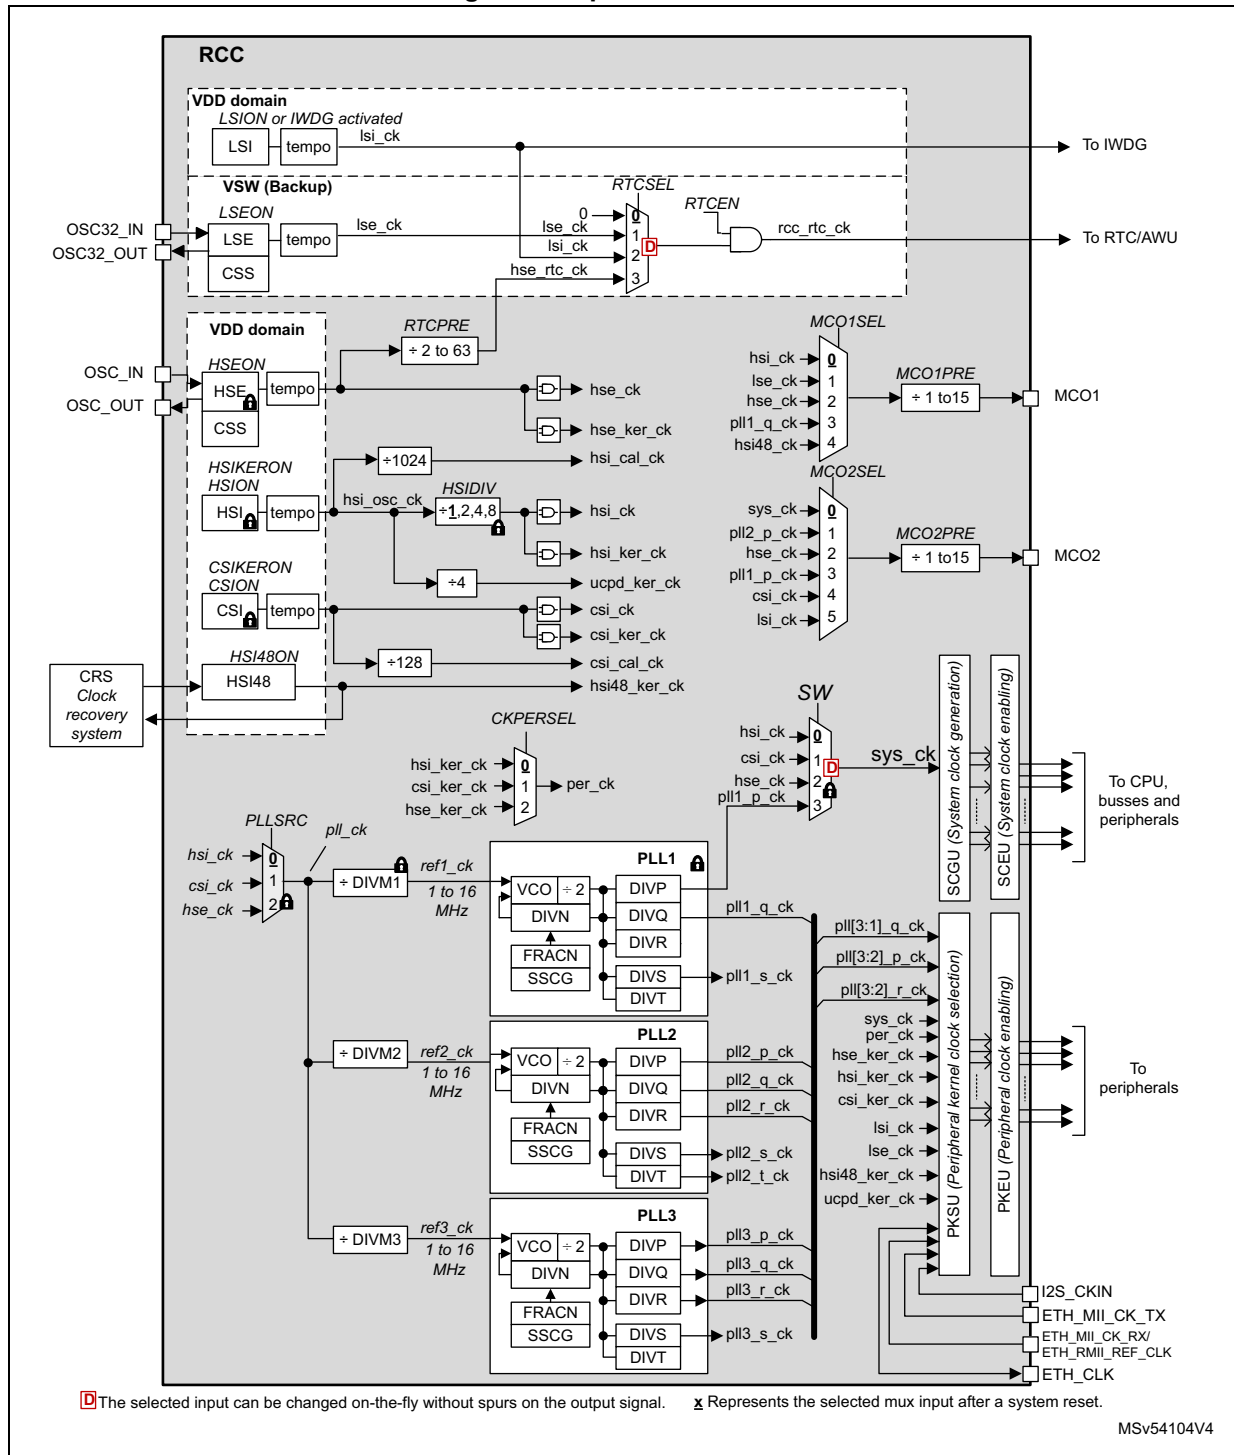 RCC
VDD domain
LSION or IWDG activated
LSI
tempo
lsi_ck
To IWDG
VSW (Backup)
RTCSEL
LSEON
RTCEN
OSC32_IN
OSC32_OUT
LSE
tempo
CSS
lse_ck
0
lse_ck
lsi_ck
hse_rtc_ck
0
1
2
3
D
rcc_rtc_ck
To RTC/AWU
VDD domain
RTCPRE
÷ 2 to 63
OSC_IN
OSC_OUT
HSEON
HSE
tempo
CSS
hse_ck
hse_ker_ck
÷1024
hsi_cal_ck
HSIKERON
HSION
HSI
tempo
hsi_osc_ck
HSIDIV
÷1,2,4,8
hsi_ck
hsi_ker_ck
÷4
ucpd_ker_ck
CSIKERON
CSION
CSI
tempo
csi_ck
csi_ker_ck
÷128
csi_cal_ck
HSI48ON
HSI48
hsi48_ker_ck
CRS
Clock
recovery
system
MCO1SEL
hsi_ck
lse_ck
hse_ck
pll1_q_ck
hsi48_ck
0
1
2
3
4
MCO1PRE
÷ 1 to15
MCO1
MCO2SEL
sys_ck
pll2_p_ck
hse_ck
pll1_p_ck
csi_ck
lsi_ck
0
1
2
3
4
5
MCO2PRE
÷ 1 to15
MCO2
CKPERSEL
hsi_ker_ck
csi_ker_ck
hse_ker_ck
0
1
2
per_ck
SW
hsi_ck
csi_ck
hse_ck
pll1_p_ck
0
1
2
3
D
sys_ck
SCGU (System clock generation)
SCEU (System clock enabling)
To CPU,
busses and
peripherals
PLLSRC
hsi_ck
csi_ck
hse_ck
0
1
2
pll_ck
÷ DIVM1
ref1_ck
1 to 16
MHz
PLL1
VCO
÷ 2
DIVN
FRACN
SSCG
DIVP
DIVQ
DIVR
DIVS
DIVT
pll1_q_ck
pll1_s_ck
÷ DIVM2
ref2_ck
1 to 16
MHz
PLL2
VCO
÷ 2
DIVN
FRACN
SSCG
DIVP
DIVQ
DIVR
DIVS
DIVT
pll2_p_ck
pll2_q_ck
pll2_r_ck
pll2_s_ck
pll2_t_ck
÷ DIVM3
ref3_ck
1 to 16
MHz
PLL3
VCO
÷ 2
DIVN
FRACN
SSCG
DIVP
DIVQ
DIVR
DIVS
DIVT
pll3_p_ck
pll3_q_ck
pll3_r_ck
pll3_s_ck
pll[3:1]_q_ck
pll[3:2]_p_ck
pll[3:2]_r_ck
sys_ck
per_ck
hse_ker_ck
hsi_ker_ck
csi_ker_ck
lsi_ck
lse_ck
hsi48_ker_ck
ucpd_ker_ck
PKSU (Peripheral kernel clock selection)
PKEU (Peripheral clock enabling)
To
peripherals
I2S_CKIN
ETH_MII_CK_TX
ETH_MII_CK_RX/
ETH_RMII_REF_CLK
ETH_CLK
D The selected input can be changed on-the-fly without spurs on the output signal.
x Represents the selected mux input after a system reset.
MSv54104V4